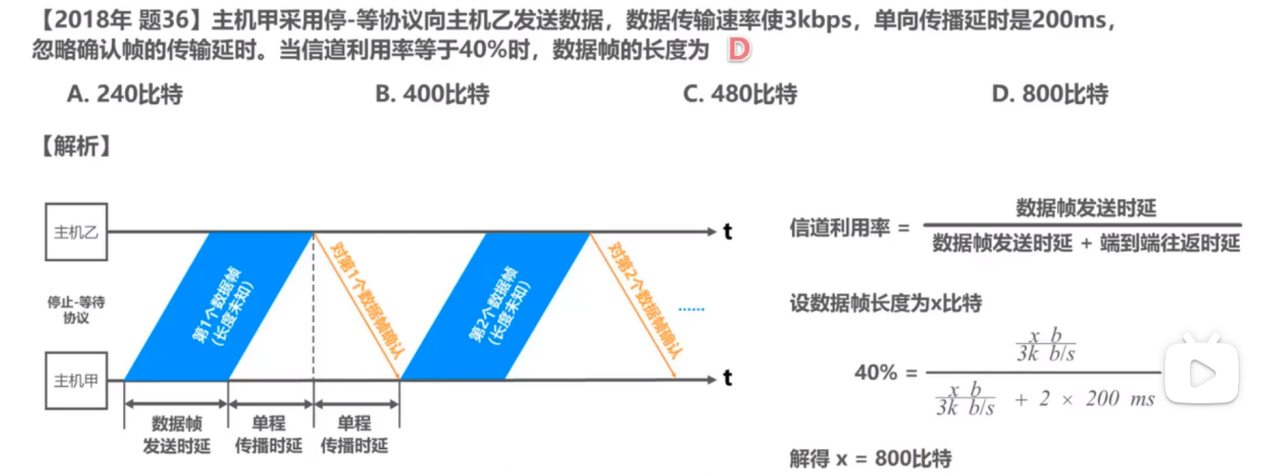 【2018年 题36】主机甲采用停-等协议向主机乙发送数据，数据传输速率使3kbps，单向传播延时是200ms，
忽略确认帧的传输延时。当信道利用率等于40%时，数据帧的长度为 D
A. 240比特 B. 400比特 C. 480比特 D. 800比特
【解析】
主机乙
t
停止-等待
协议
第1个数据帧
(长度未知)
对第1个数据帧确认
第2个数据帧
(长度未知)
对第2个数据帧确认
......
主机甲
t
数据帧
发送时延
单程
传播时延
单程
传播时延
信道利用率 =
数据帧发送时延
数据帧发送时延 + 端到端往返时延
设数据帧长度为x比特
40% =
x b
3k b/s
x b
3k b/s
+ 2 × 200 ms
解得 x = 800比特